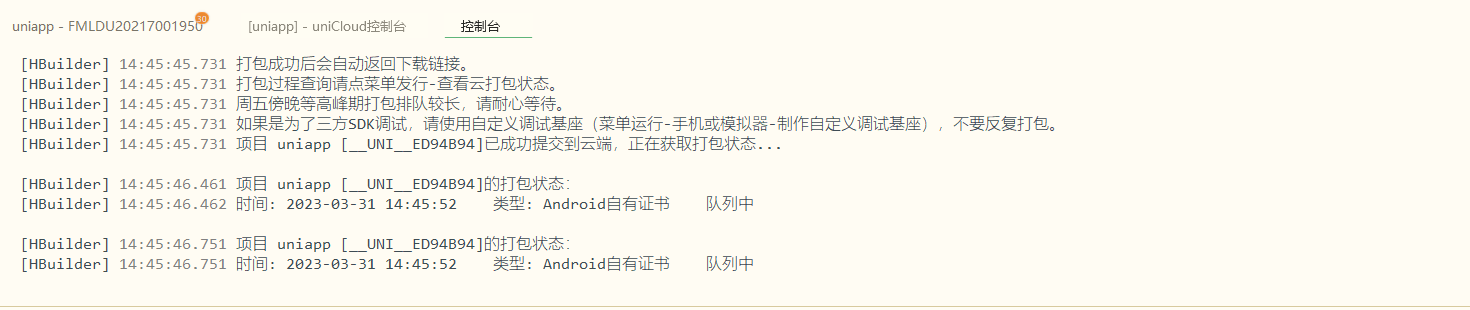 uniapp - FMLDU20217001950 30 [uniapp] - uniCloud控制台 控制台
[HBuilder] 14:45:45.731 打包成功后会自动返回下载链接。
[HBuilder] 14:45:45.731 打包过程查询请点菜单发行-查看云打包状态。
[HBuilder] 14:45:45.731 周五傍晚等高峰期打包排队较长，请耐心等待。
[HBuilder] 14:45:45.731 如果是为了三方SDK调试，请使用自定义调试基座（菜单运行-手机或模拟器-制作自定义调试基座），不要反复打包。
[HBuilder] 14:45:45.731 项目 uniapp [__UNI__ED94B94]已成功提交到云端，正在获取打包状态...
[HBuilder] 14:45:46.461 项目 uniapp [__UNI__ED94B94]的打包状态：
[HBuilder] 14:45:46.462 时间: 2023-03-31 14:45:52 类型: Android自有证书 队列中
[HBuilder] 14:45:46.751 项目 uniapp [__UNI__ED94B94]的打包状态：
[HBuilder] 14:45:46.751 时间: 2023-03-31 14:45:52 类型: Android自有证书 队列中